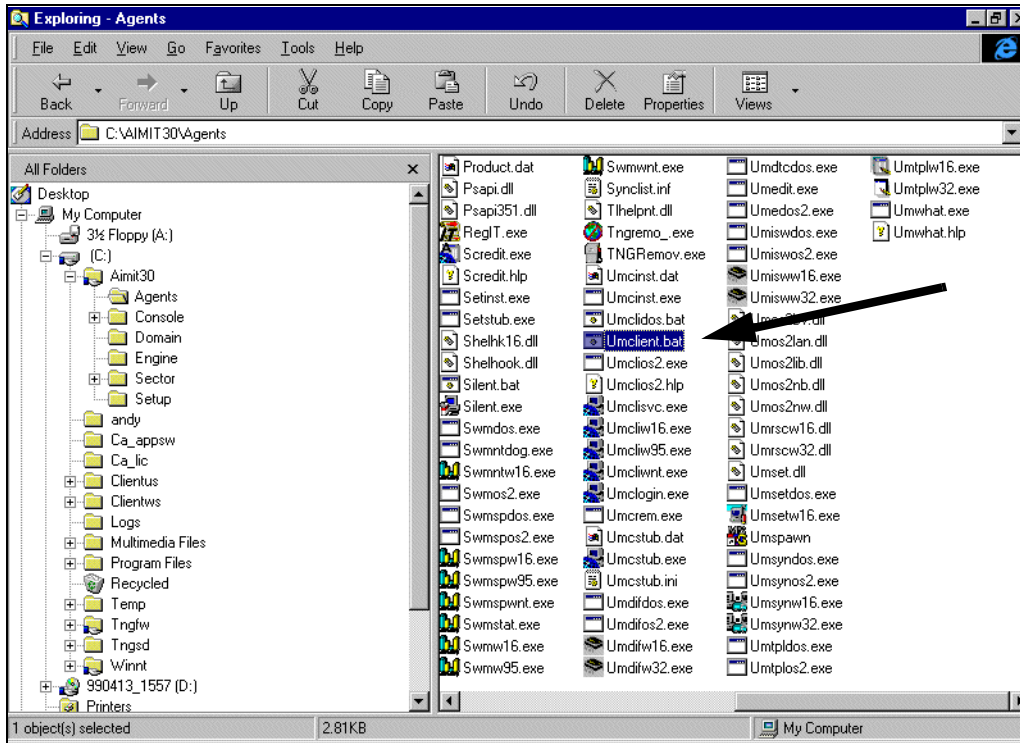 Exploring - Agents
File Edit View Go Favorites Tools Help
Back Forward Up Cut Copy Paste Undo Delete Properties Views
Address C:\AIMIT30\Agents
All Folders
Desktop
My Computer
3½ Floppy (A:)
(C:)
Aimit30
Agents
Console
Domain
Engine
Sector
Setup
andy
Ca_appsw
Ca_lic
Clientus
Clientws
Logs
Multimedia Files
Program Files
Recycled
Temp
Tngfw
Tngsd
Winnt
990413_1557 (D:)
Printers
Product.dat
Psapi.dll
Psapi351.dll
RegIT.exe
Scredit.exe
Scredit.hlp
Setinst.exe
Setstub.exe
Shelhk16.dll
Shelhook.dll
Silent.bat
Silent.exe
Swmdos.exe
Swmntdog.exe
Swmntw16.exe
Swmos2.exe
Swmspdos.exe
Swmspos2.exe
Swmspw16.exe
Swmspw95.exe
Swmspwnt.exe
Swmstat.exe
Swmw16.exe
Swmw95.exe
Swmwnt.exe
Synclist.inf
Tlhelpnt.dll
Tngremo_.exe
TNGRemov.exe
Umcinst.dat
Umcinst.exe
Umclidos.bat
Umclient.bat
Umclios2.exe
Umclios2.hlp
Umclisvc.exe
Umcliw16.exe
Umcliw95.exe
Umcliwnt.exe
Umclogin.exe
Umcrem.exe
Umcstub.dat
Umcstub.exe
Umcstub.ini
Umdifdos.exe
Umdifos2.exe
Umdifw16.exe
Umdifw32.exe
Umdtcdos.exe
Umedit.exe
Umedos2.exe
Umiswdos.exe
Umiswos2.exe
Umisww16.exe
Umisww32.exe
Umos2lan.dll
Umos2lib.dll
Umos2nb.dll
Umos2nw.dll
Umrscw16.dll
Umrscw32.dll
Umset.dll
Umsetdos.exe
Umsetw16.exe
Umspawn
Umsyndos.exe
Umsynos2.exe
Umsynw16.exe
Umsynw32.exe
Umtpldos.exe
Umtplos2.exe
Umtplw16.exe
Umtplw32.exe
Umwhat.exe
Umwhat.hlp
1 object(s) selected 2.81KB My Computer